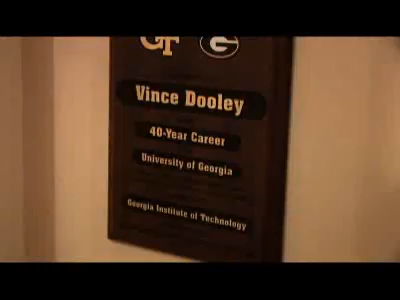 GT G
Vince Dooley
40-Year Career
University of Georgia
Georgia Institute of Technology